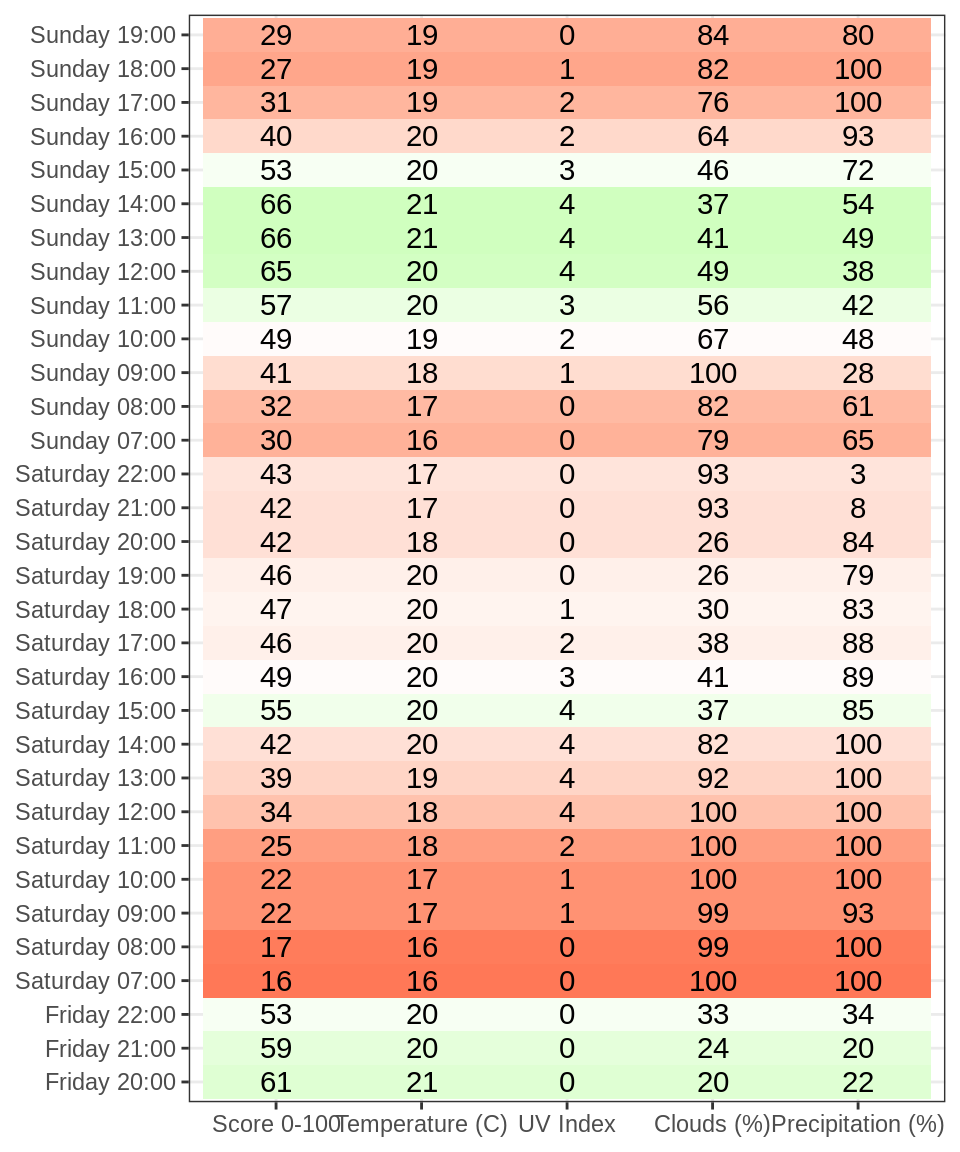 Sunday 19:00 29 19 0 84 80
Sunday 18:00 27 19 1 82 100
Sunday 17:00 31 19 2 76 100
Sunday 16:00 40 20 2 64 93
Sunday 15:00 53 20 3 46 72
Sunday 14:00 66 21 4 37 54
Sunday 13:00 66 21 4 41 49
Sunday 12:00 65 20 4 49 38
Sunday 11:00 57 20 3 56 42
Sunday 10:00 49 19 2 67 48
Sunday 09:00 41 18 1 100 28
Sunday 08:00 32 17 0 82 61
Sunday 07:00 30 16 0 79 65
Saturday 22:00 43 17 0 93 3
Saturday 21:00 42 17 0 93 8
Saturday 20:00 42 18 0 26 84
Saturday 19:00 46 20 0 26 79
Saturday 18:00 47 20 1 30 83
Saturday 17:00 46 20 2 38 88
Saturday 16:00 49 20 3 41 89
Saturday 15:00 55 20 4 37 85
Saturday 14:00 42 20 4 82 100
Saturday 13:00 39 19 4 92 100
Saturday 12:00 34 18 4 100 100
Saturday 11:00 25 18 2 100 100
Saturday 10:00 22 17 1 100 100
Saturday 09:00 22 17 1 99 93
Saturday 08:00 17 16 0 99 100
Saturday 07:00 16 16 0 100 100
Friday 22:00 53 20 0 33 34
Friday 21:00 59 20 0 24 20
Friday 20:00 61 21 0 20 22
Score 0-100 Temperature (C) UV Index Clouds (%) Precipitation (%)